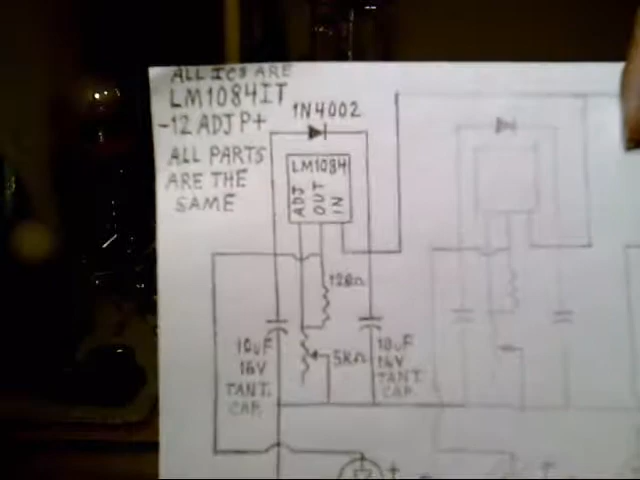 ALL ICS ARE
LM1084IT
-12 ADJ P+
ALL PARTS
ARE THE
SAME
1N4002
LM1084
ADJ
OUT
IN
120Ω
5KΩ
10UF
16V
TANT.
CAP.
10UF
16V
TANT.
CAP.